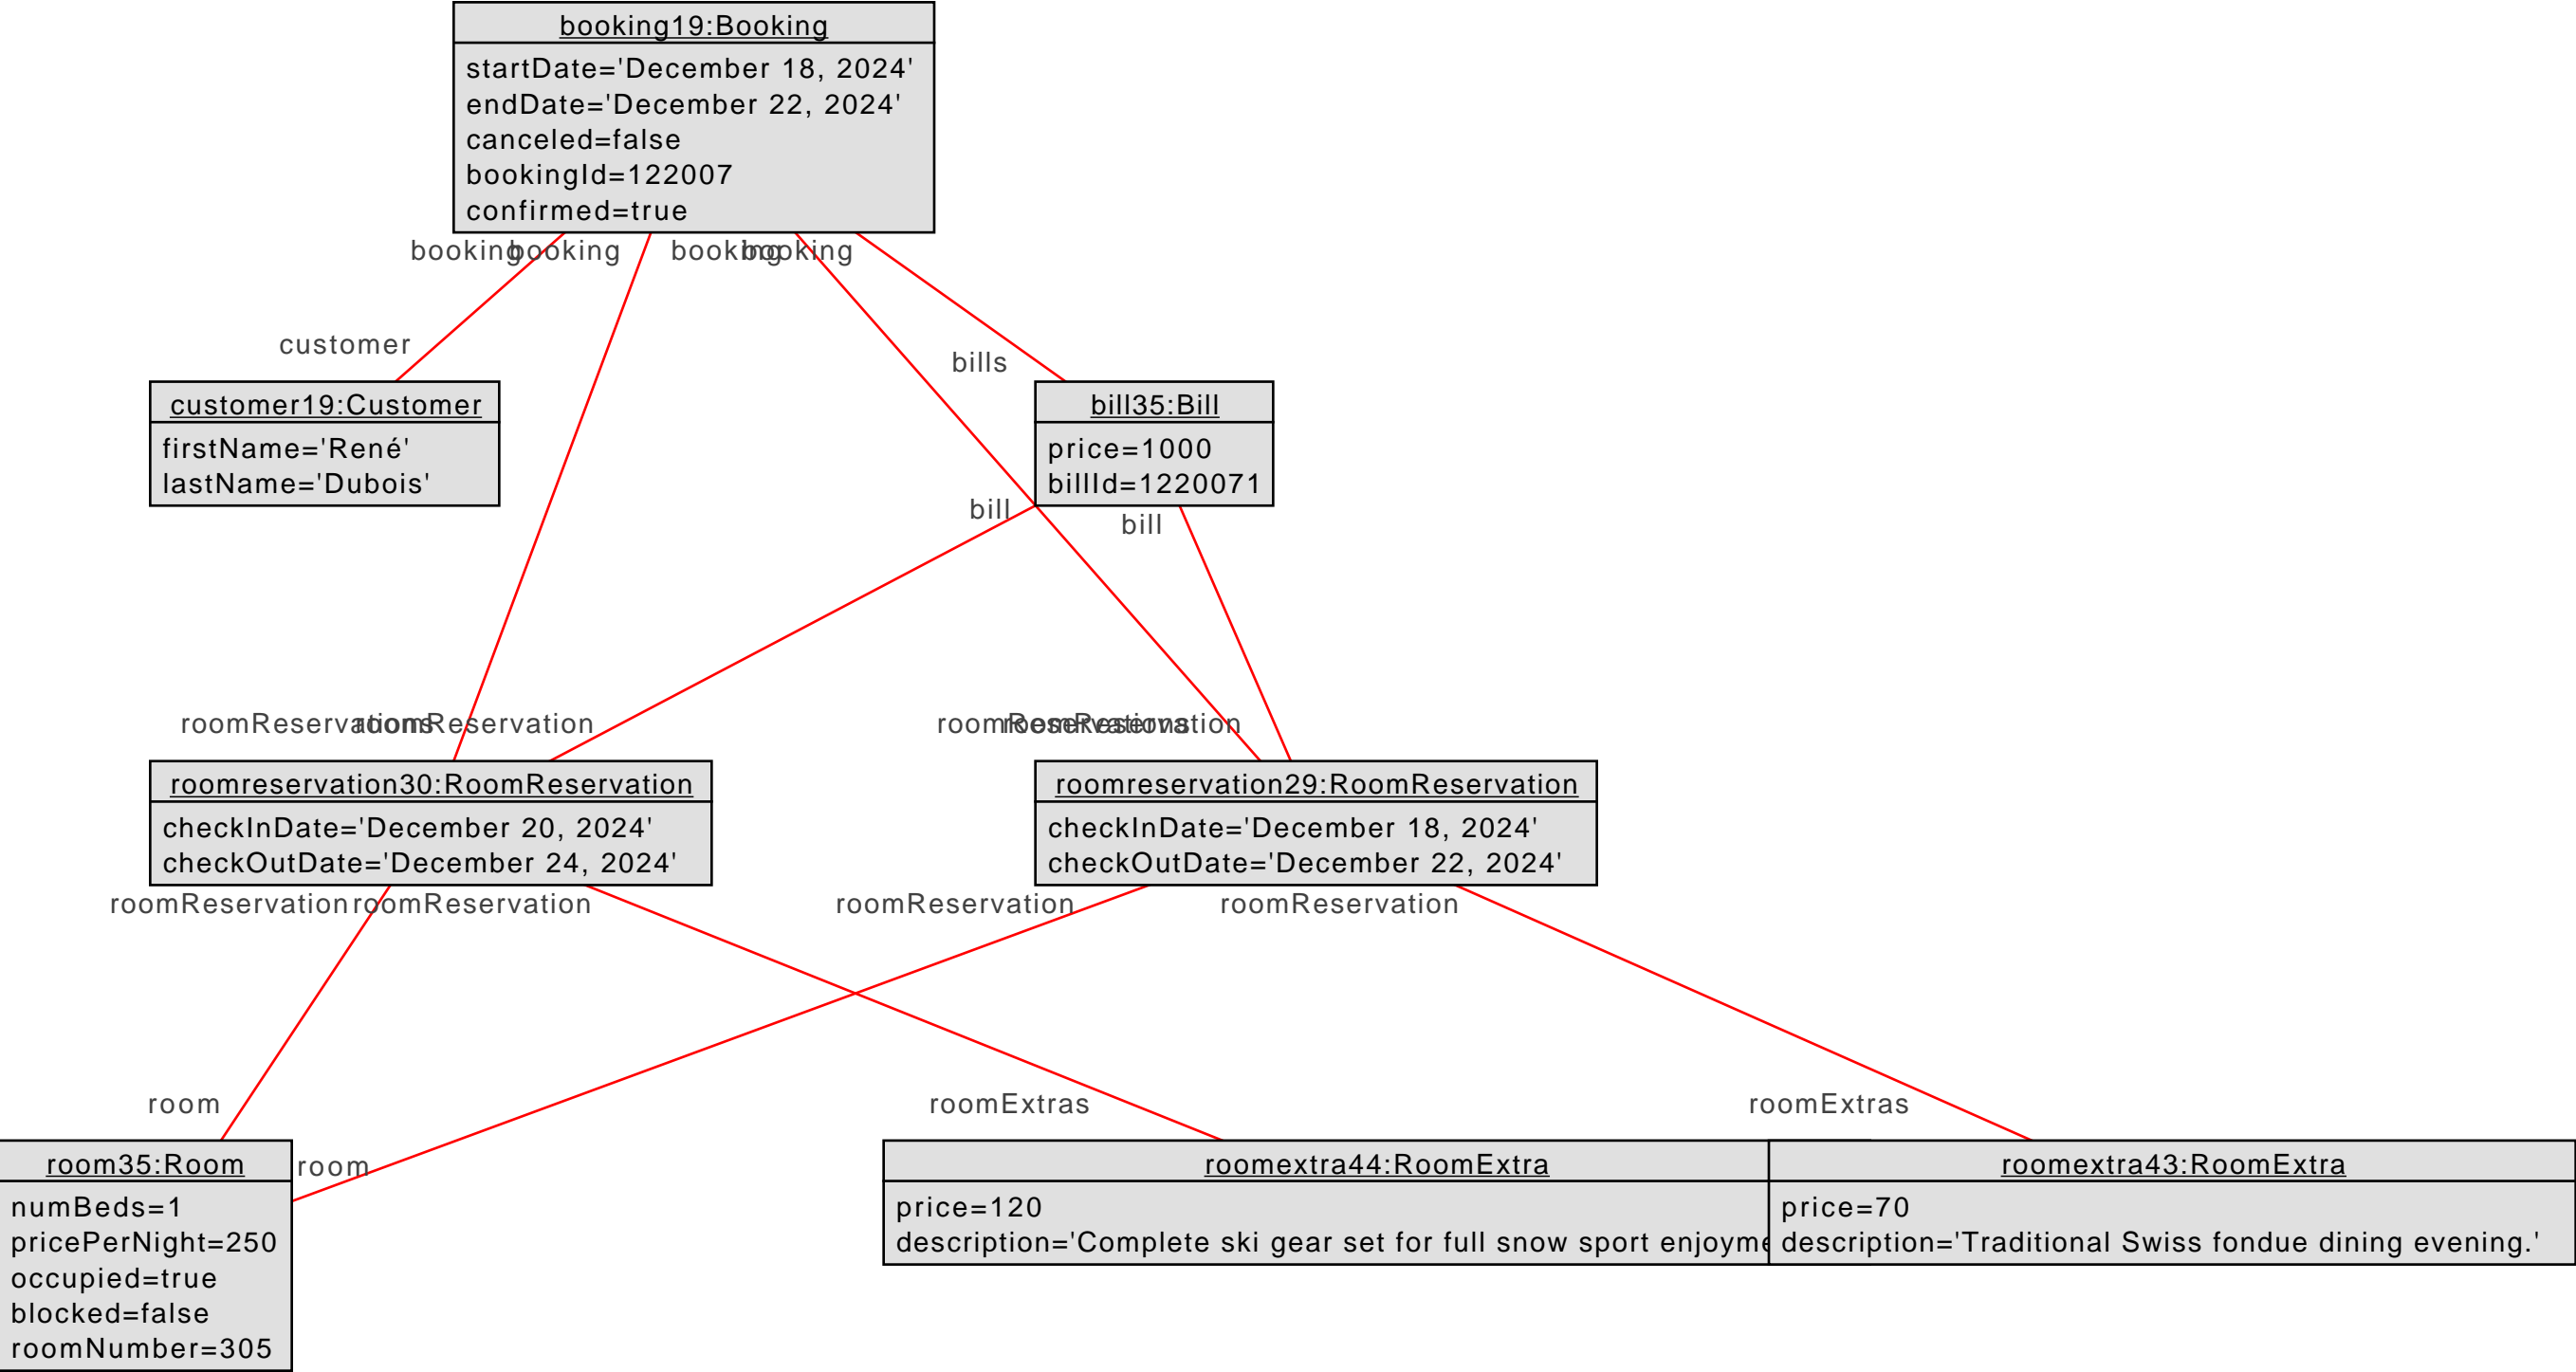 booking19:Booking
startDate='December 18, 2024'
endDate='December 22, 2024'
canceled=false
bookingId=122007
confirmed=true
booking
booking
booking
booking
customer
bills
customer19:Customer
firstName='René'
lastName='Dubois'
bill35:Bill
price=1000
billId=1220071
bill
bill
roomReservations
roomReservation
roomReservations
roomReservation
roomreservation30:RoomReservation
checkInDate='December 20, 2024'
checkOutDate='December 24, 2024'
roomreservation29:RoomReservation
checkInDate='December 18, 2024'
checkOutDate='December 22, 2024'
roomReservation
roomReservation
roomReservation
roomReservation
room
roomExtras
roomExtras
room35:Room
room
numBeds=1
pricePerNight=250
occupied=true
blocked=false
roomNumber=305
roomextra44:RoomExtra
price=120
description='Complete ski gear set for full snow sport enjoyme
roomextra43:RoomExtra
price=70
description='Traditional Swiss fondue dining evening.'